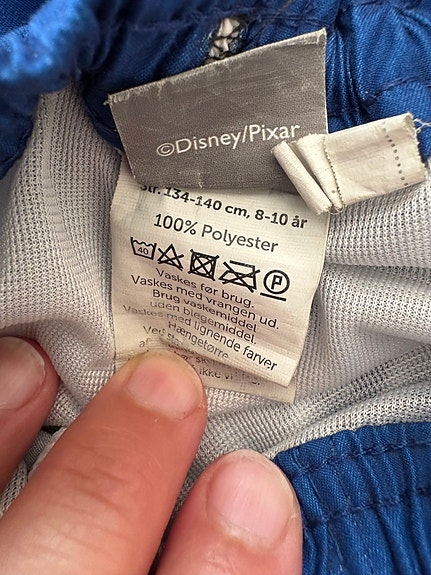 ©Disney/Pixar
Str. 134-140 cm, 8-10 år
100% Polyester
40 P
Vaskes før brug.
Vaskes med vrangen ud.
Brug vaskemiddel
uden blegemiddel.
Vaskes med lignende farver
Hængetørre
ikke